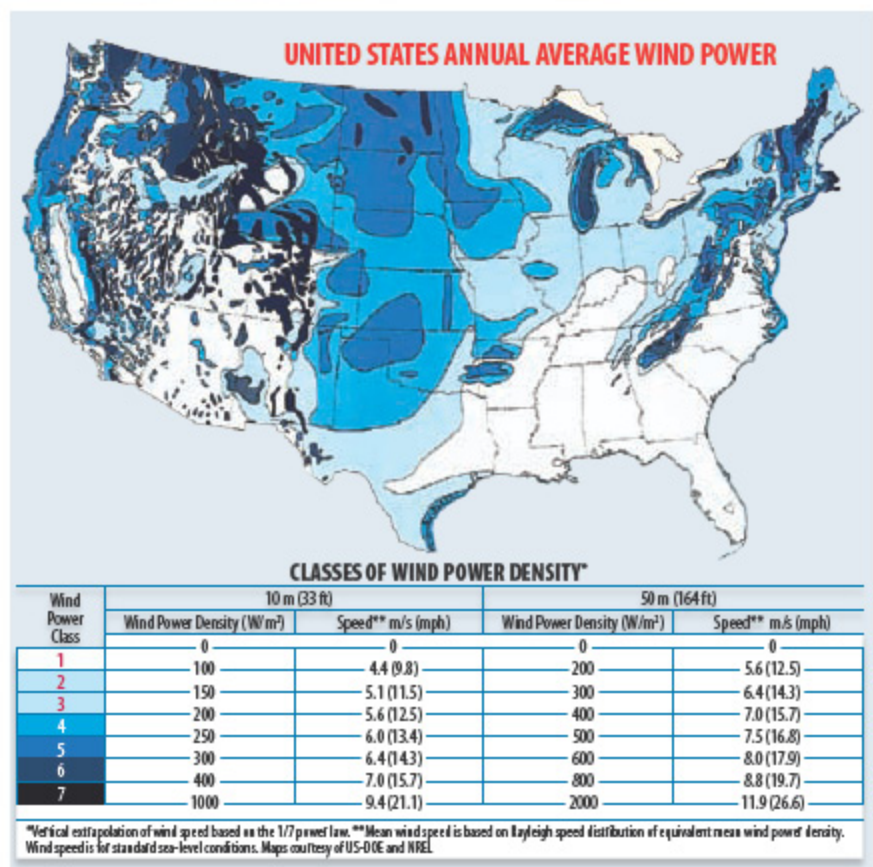 UNITED STATES ANNUAL AVERAGE WIND POWER
CLASSES OF WIND POWER DENSITY*
Wind Power Class
10 m (33 ft)
50 m (164 ft)
Wind Power Density (W/m²)
Speed** m/s (mph)
Wind Power Density (W/m²)
Speed** m/s (mph)
0 0 0 0
1
100 4.4 (9.8) 200 5.6 (12.5)
2
150 5.1 (11.5) 300 6.4 (14.3)
3
200 5.6 (12.5) 400 7.0 (15.7)
4
250 6.0 (13.4) 500 7.5 (16.8)
5
300 6.4 (14.3) 600 8.0 (17.9)
6
400 7.0 (15.7) 800 8.8 (19.7)
7
1000 9.4 (21.1) 2000 11.9 (26.6)
*Vertical extrapolation of wind speed based on the 1/7 power law. **Mean wind speed is based on Rayleigh speed distribution of equivalent mean wind power density.
Wind speed is for standard sea-level conditions. Maps courtesy of US-DOE and NREL